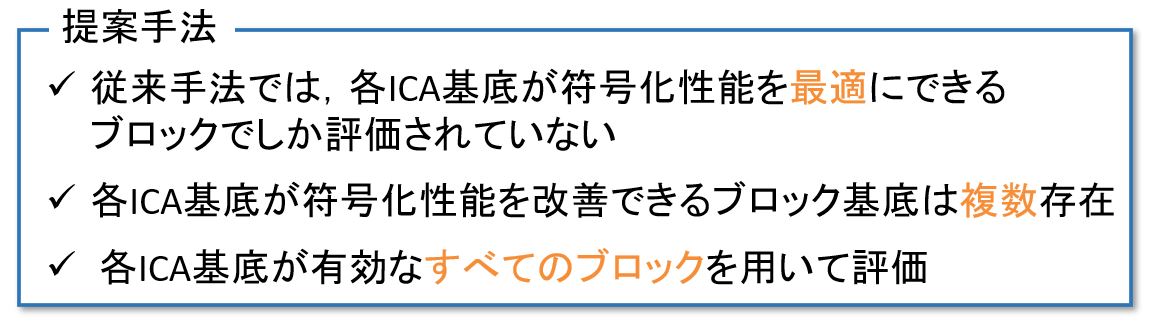 提案手法
✓ 従来手法では，各ICA基底が符号化性能を最適にできる
ブロックでしか評価されていない
✓ 各ICA基底が符号化性能を改善できるブロック基底は複数存在
✓ 各ICA基底が有効なすべてのブロックを用いて評価